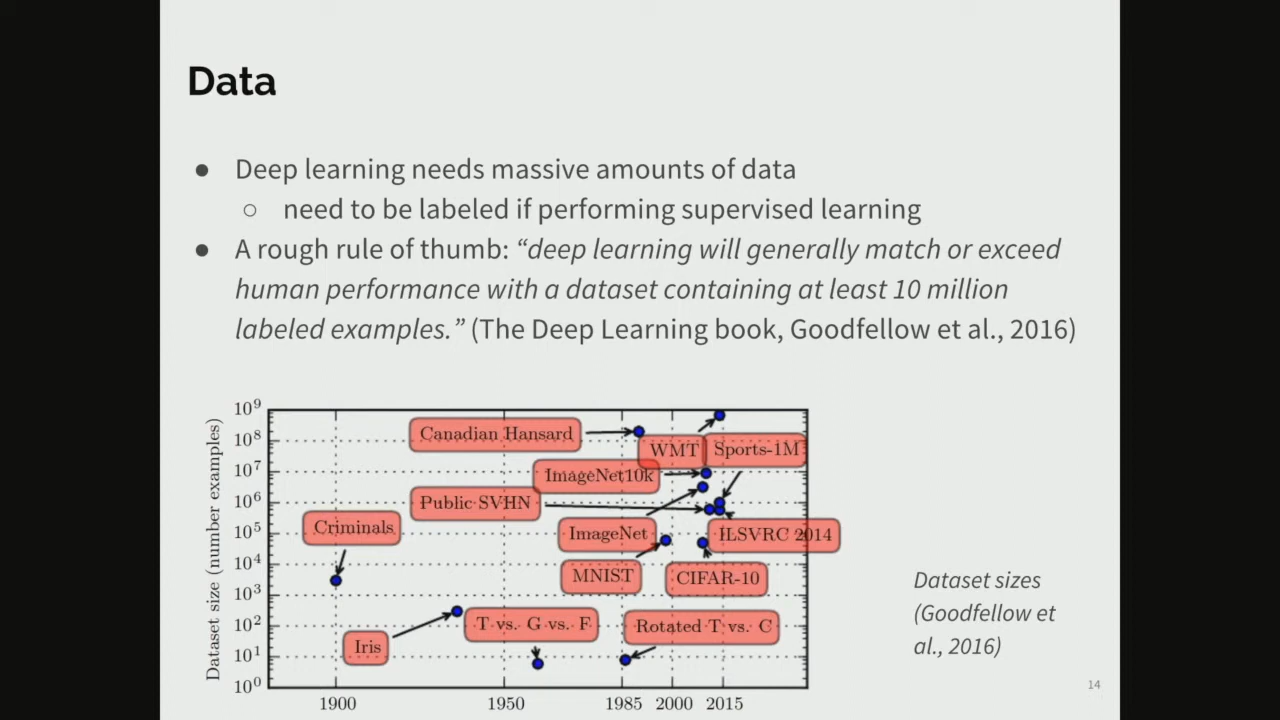 Data
● Deep learning needs massive amounts of data
○ need to be labeled if performing supervised learning
● A rough rule of thumb: “deep learning will generally match or exceed
human performance with a dataset containing at least 10 million
labeled examples.” (The Deep Learning book, Goodfellow et al., 2016)
Dataset size (number examples)
10⁹
10⁸
10⁷
10⁶
10⁵
10⁴
10³
10²
10¹
10⁰
Canadian Hansard
WMT
Sports-1M
ImageNet10k
Public SVHN
Criminals
ImageNet
ILSVRC 2014
MNIST
CIFAR-10
T vs. G vs. F
Rotated T vs. C
Iris
1900
1950
1985
2000
2015
Dataset sizes
(Goodfellow et
al., 2016)
14